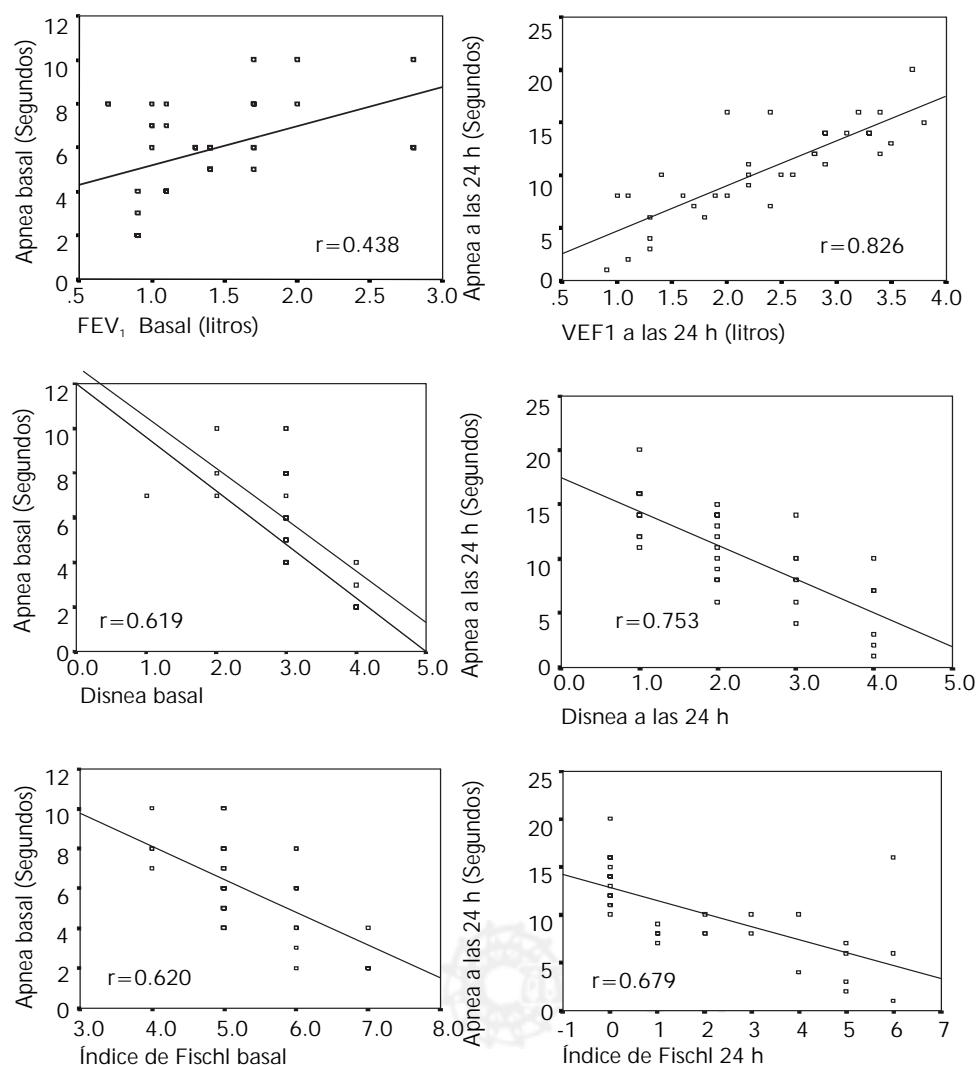 Apnea basal (Segundos)
12
10
8
6
4
2
0
r=0.438
.5 1.0 1.5 2.0 2.5 3.0
FEV₁ Basal (litros)
Apnea a las 24 h (Segundos)
25
20
15
10
5
0
r=0.826
.5 1.0 1.5 2.0 2.5 3.0 3.5 4.0
VEF1 a las 24 h (litros)
Apnea basal (Segundos)
12
10
8
6
4
2
0
r=0.619
0.0 1.0 2.0 3.0 4.0 5.0
Disnea basal
Apnea a las 24 h (Segundos)
25
20
15
10
5
0
r=0.753
0.0 1.0 2.0 3.0 4.0 5.0
Disnea a las 24 h
Apnea basal (Segundos)
12
10
8
6
4
2
0
r=0.620
3.0 4.0 5.0 6.0 7.0 8.0
Índice de Fischl basal
Apnea a las 24 h (Segundos)
25
20
15
10
5
0
r=0.679
-1 0 1 2 3 4 5 6 7
Índice de Fischl 24 h